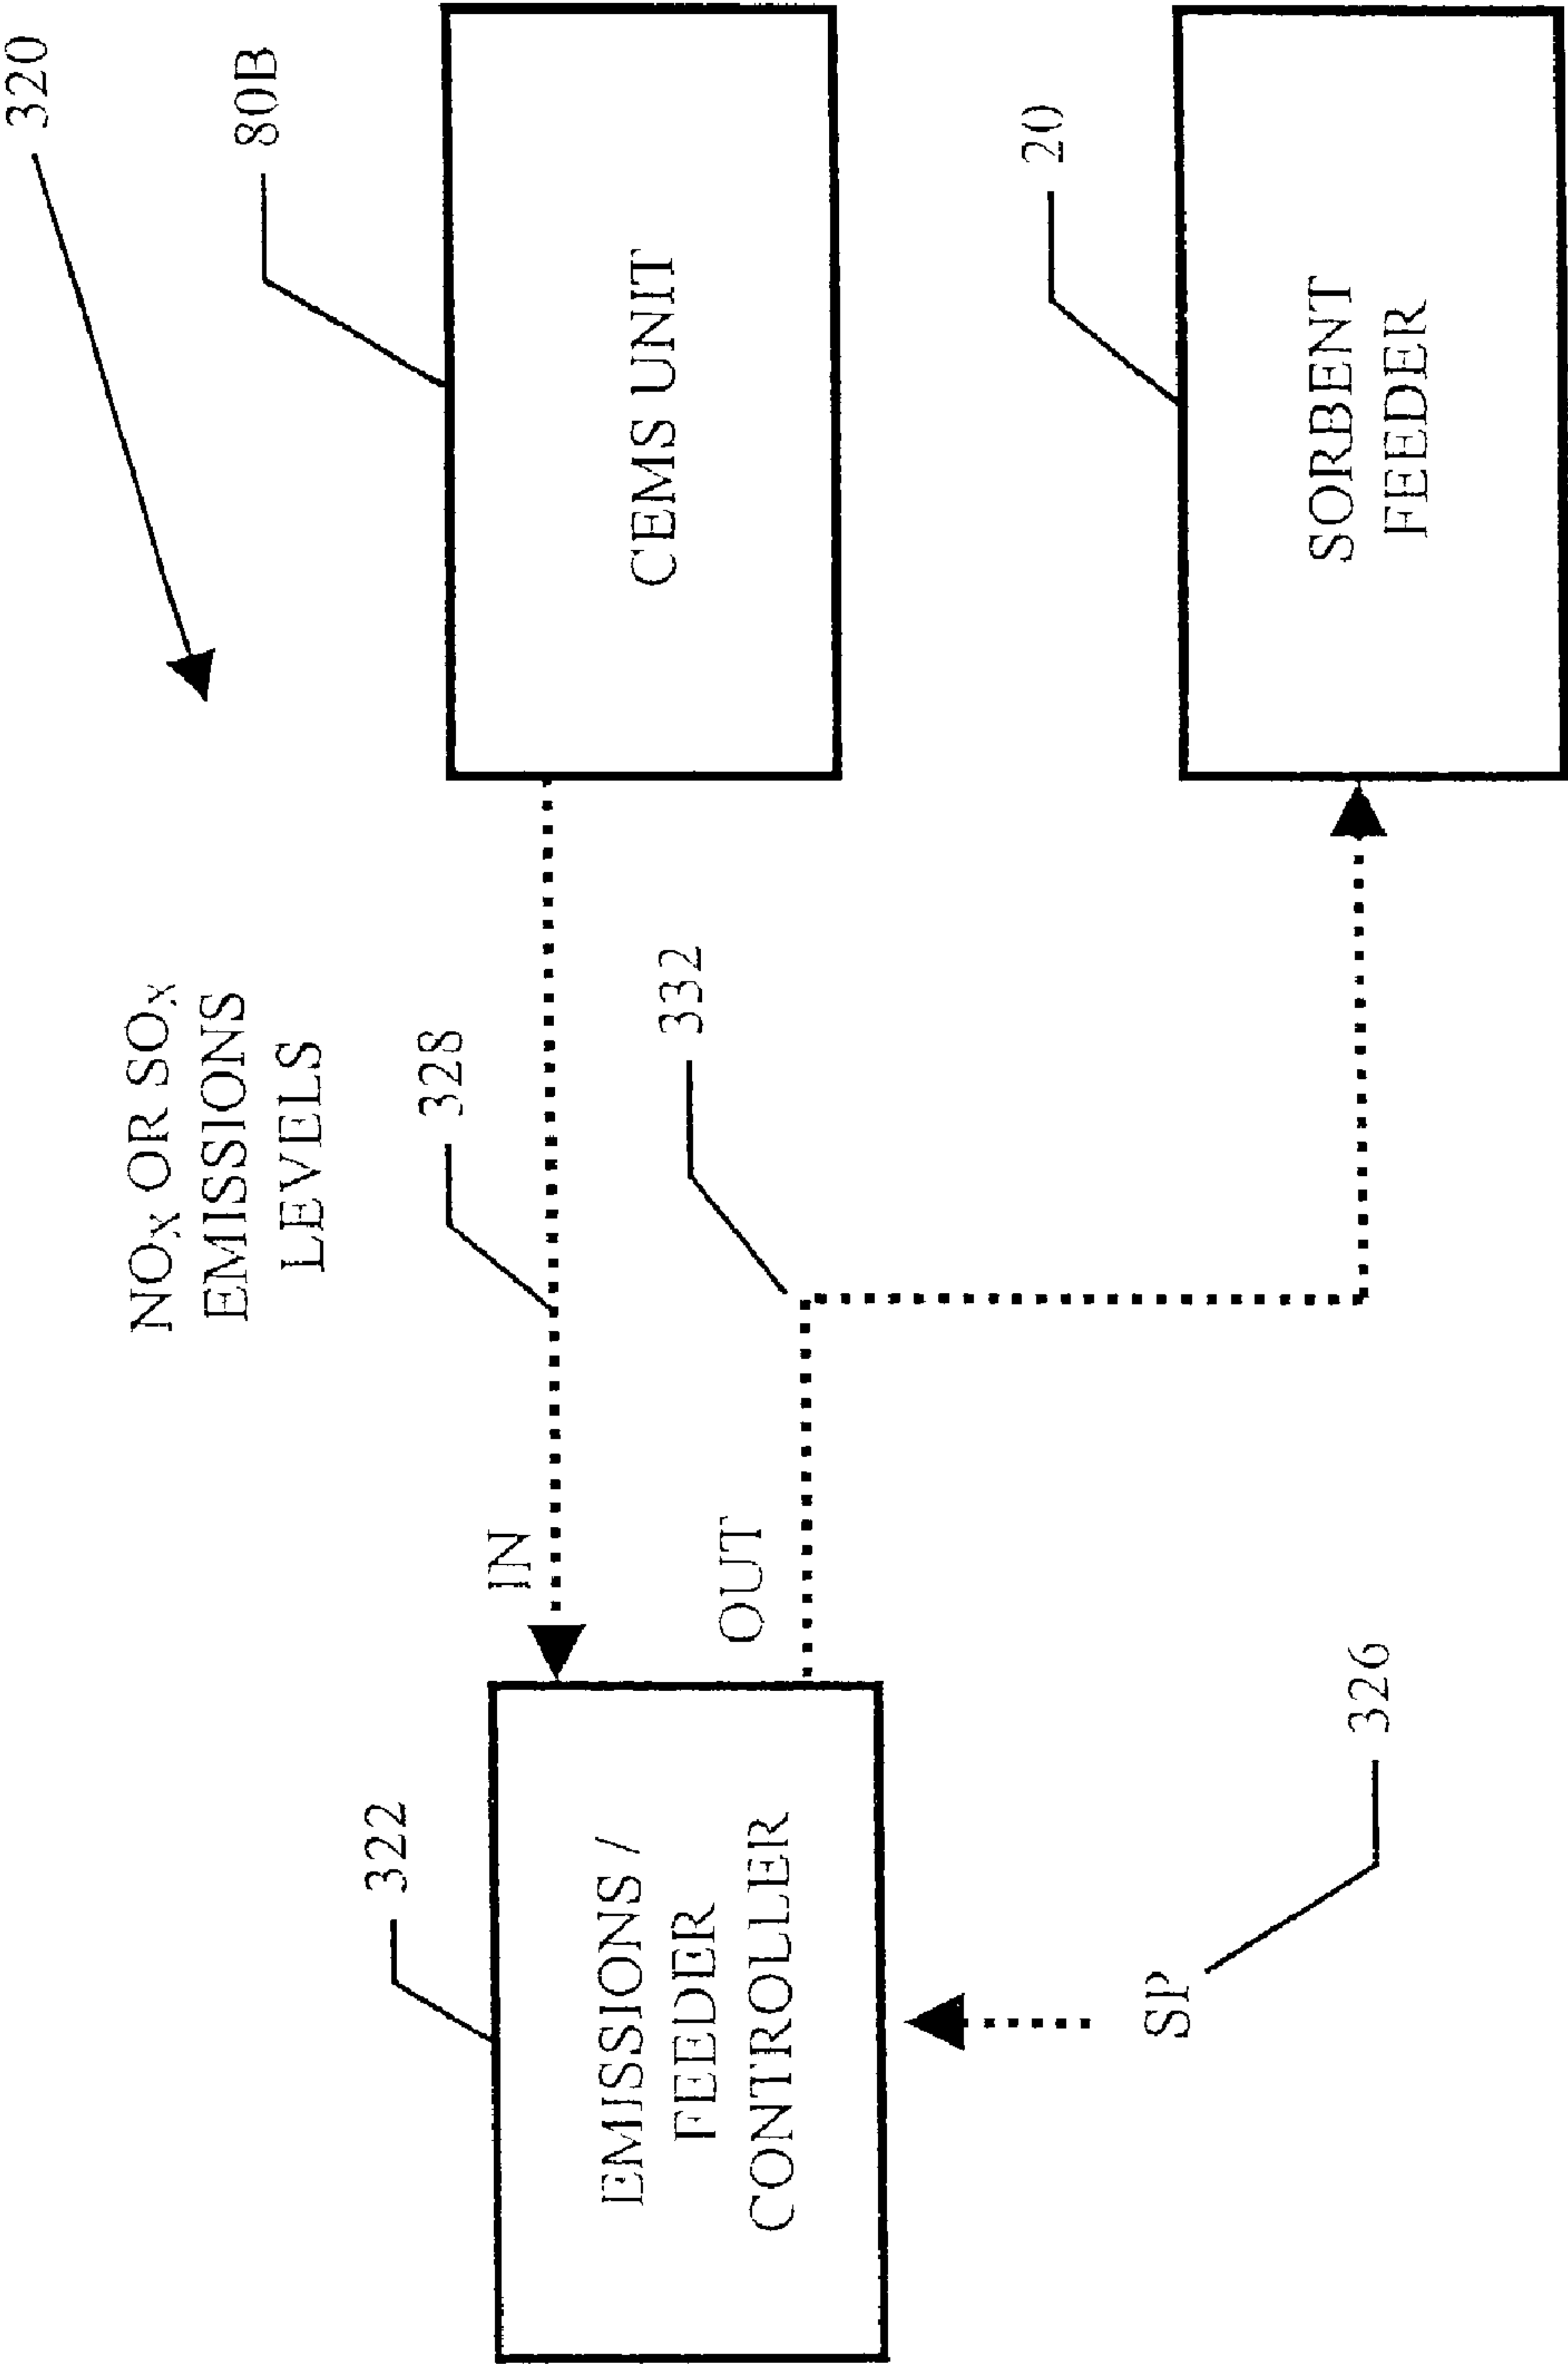 320
80B
CEMS UNIT
NOX OR SOX
EMISSIONS
LEVELS
328
IN
322
EMISSIONS /
FEEDER
CONTROLLER
332
OUT
20
SORBENT
FEEDER
SP
326